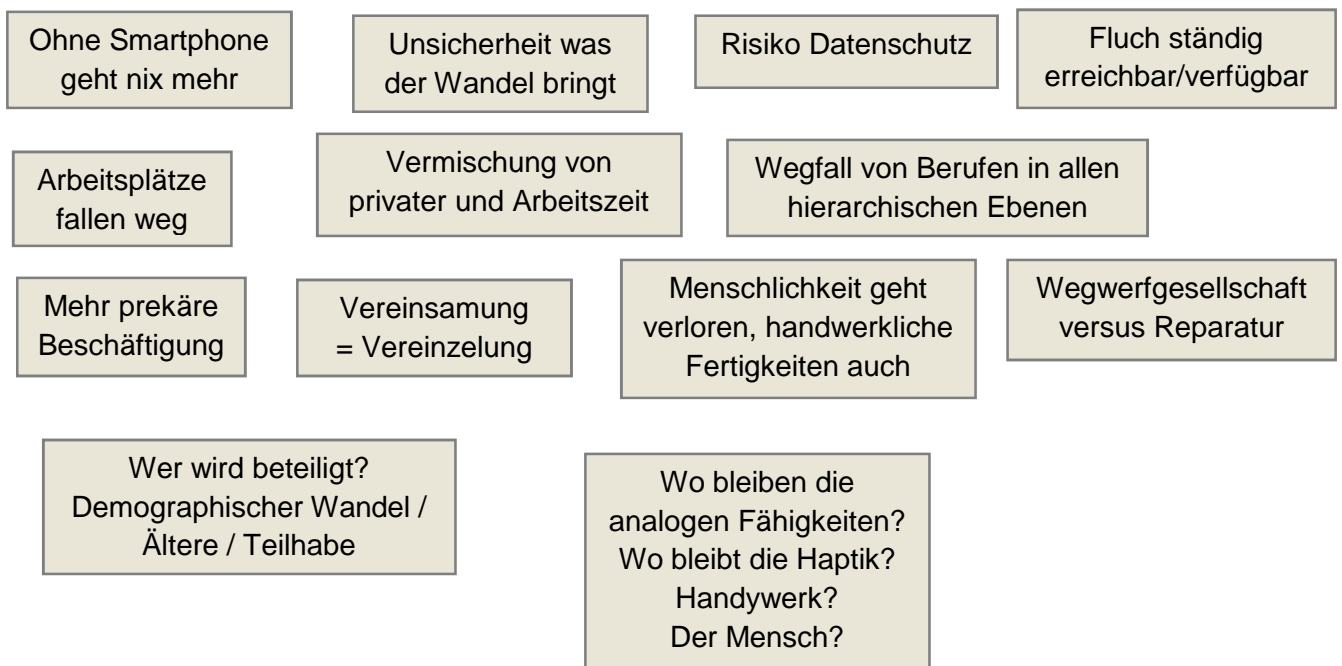 Ohne Smartphone
geht nix mehr
Unsicherheit was
der Wandel bringt
Risiko Datenschutz
Fluch ständig
erreichbar/verfügbar
Arbeitsplätze
fallen weg
Vermischung von
privater und Arbeitszeit
Wegfall von Berufen in allen
hierarchischen Ebenen
Mehr prekäre
Beschäftigung
Vereinsamung
= Vereinzelung
Menschlichkeit geht
verloren, handwerkliche
Fertigkeiten auch
Wegwerfgesellschaft
versus Reparatur
Wer wird beteiligt?
Demographischer Wandel /
Ältere / Teilhabe
Wo bleiben die
analogen Fähigkeiten?
Wo bleibt die Haptik?
Handywerk?
Der Mensch?